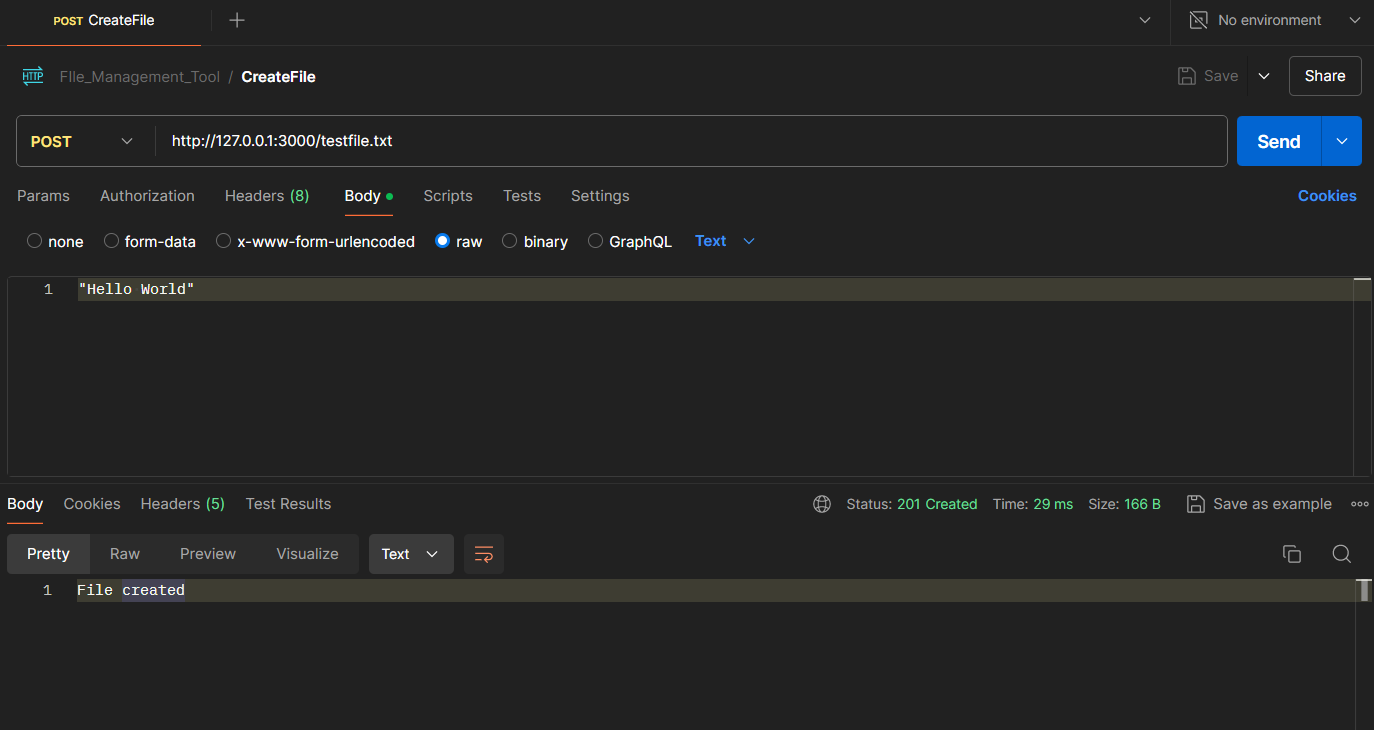 POST CreateFile
No environment
HTTP FIle_Management_Tool / CreateFile
Save
Share
POST
http://127.0.0.1:3000/testfile.txt
Send
Params Authorization Headers (8) Body Scripts Tests Settings Cookies
none form-data x-www-form-urlencoded raw binary GraphQL Text
1 "Hello World"
Body Cookies Headers (5) Test Results Status: 201 Created Time: 29 ms Size: 166 B Save as example
Pretty Raw Preview Visualize Text
1 File created